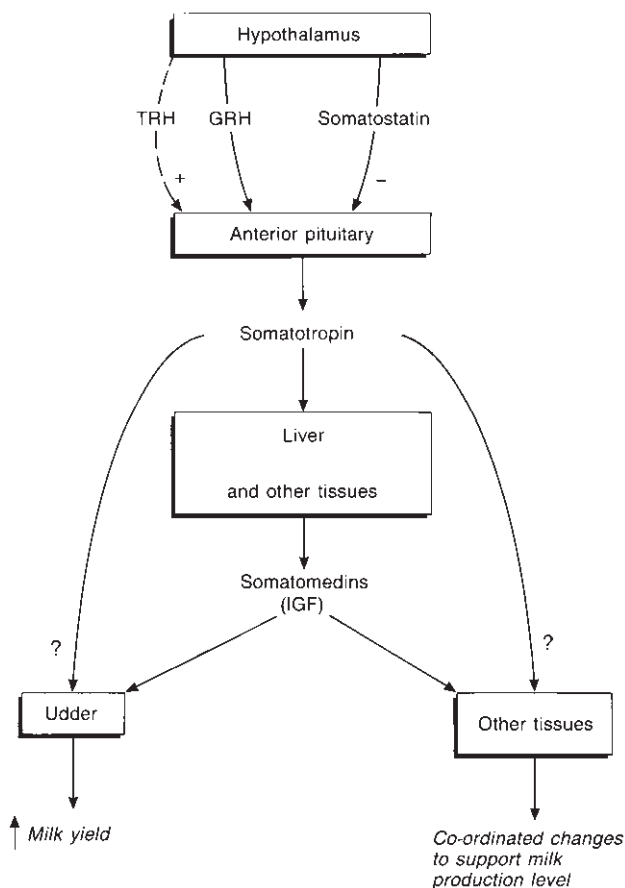 Hypothalamus
TRH GRH Somatostatin
+ −
Anterior pituitary
Somatotropin
Liver
and other tissues
Somatomedins
(IGF)
? ?
Udder Other tissues
Milk yield
Co-ordinated changes
to support milk
production level